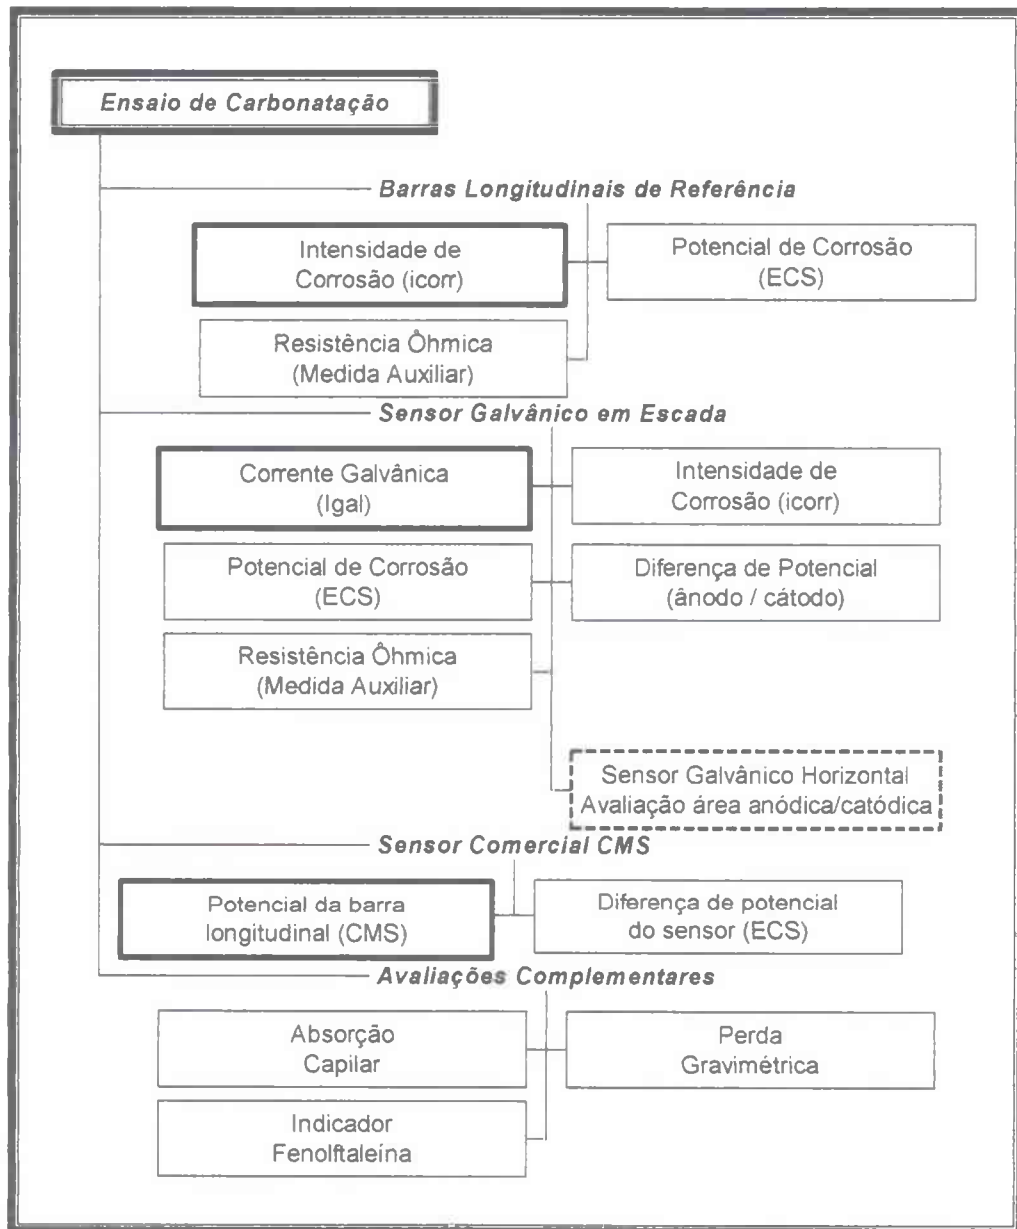 Ensaio de Carbonatação
Barras Longitudinais de Referência
Intensidade de
Corrosão (icorr)
Potencial de Corrosão
(ECS)
Resistência Ôhmica
(Medida Auxiliar)
Sensor Galvânico em Escada
Corrente Galvânica
(Igal)
Intensidade de
Corrosão (icorr)
Potencial de Corrosão
(ECS)
Diferença de Potencial
(ânodo / cátodo)
Resistência Ôhmica
(Medida Auxiliar)
Sensor Galvânico Horizontal
Avaliação área anódica/catódica
Sensor Comercial CMS
Potencial da barra
longitudinal (CMS)
Diferença de potencial
do sensor (ECS)
Avaliações Complementares
Absorção
Capilar
Perda
Gravimétrica
Indicador
Fenolftaleína